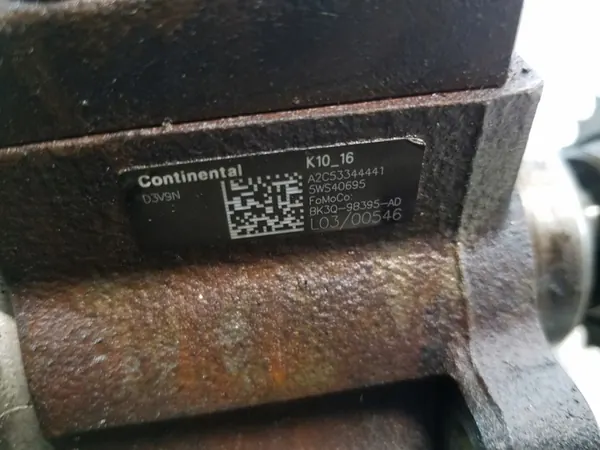 Continental
D3V9N
K10_16
A2C53344441
5WS40695
FoMoCo.
BK3Q-9B395-AD
L03/00546